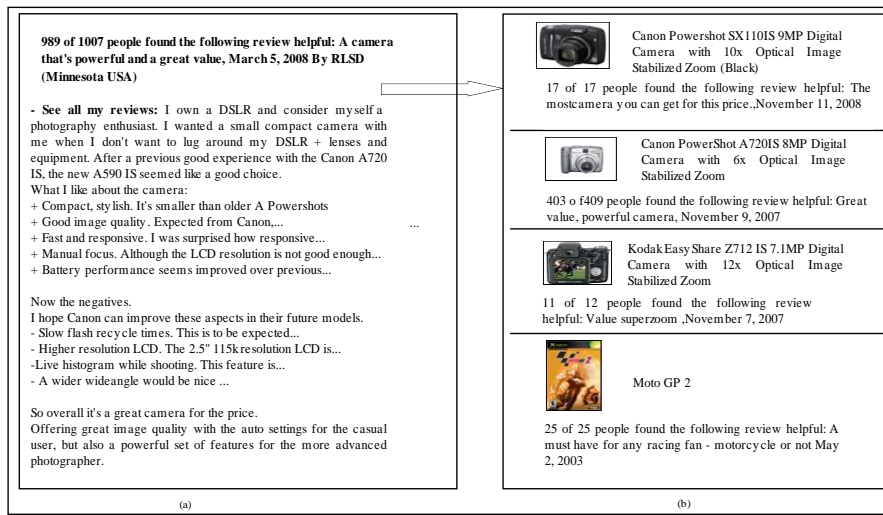 989 of 1007 people found the following review helpful: A camera
that's powerful and a great value, March 5, 2008 By RLSD
(Minnesota USA)
- See all my reviews: I own a DSLR and consider myself a
photography enthusiast. I wanted a small compact camera with
me when I don't want to lug around my DSLR + lenses and
equipment. After a previous good experience with the Canon A720
IS, the new A590 IS seemed like a good choice.
What I like about the camera:
+ Compact, stylish. It's smaller than older A Powershots
+ Good image quality. Expected from Canon,...
+ Fast and responsive. I was surprised how responsive...
+ Manual focus. Although the LCD resolution is not good enough...
+ Battery performance seems improved over previous...
Now the negatives.
I hope Canon can improve these aspects in their future models.
- Slow flash recycle times. This is to be expected...
- Higher resolution LCD. The 2.5" 115k resolution LCD is...
-Live histogram while shooting. This feature is...
- A wider wideangle would be nice ...
So overall it's a great camera for the price.
Offering great image quality with the auto settings for the casual
user, but also a powerful set of features for the more advanced
photographer.
(a)
...
Canon Powershot SX110IS 9MP Digital
Camera with 10x Optical Image
Stabilized Zoom (Black)
17 of 17 people found the following review helpful: The
mostcamera you can get for this price.,November 11, 2008
Canon PowerShot A720IS 8MP Digital
Camera with 6x Optical Image
Stabilized Zoom
403 o f409 people found the following review helpful: Great
value, powerful camera, November 9, 2007
Kodak EasyShare Z712 IS 7.1MP Digital
Camera with 12x Optical Image
Stabilized Zoom
11 of 12 people found the following review
helpful: Value superzoom ,November 7, 2007
Moto GP 2
25 of 25 people found the following review helpful: A
must have for any racing fan - motorcycle or not May
2, 2003
(b)